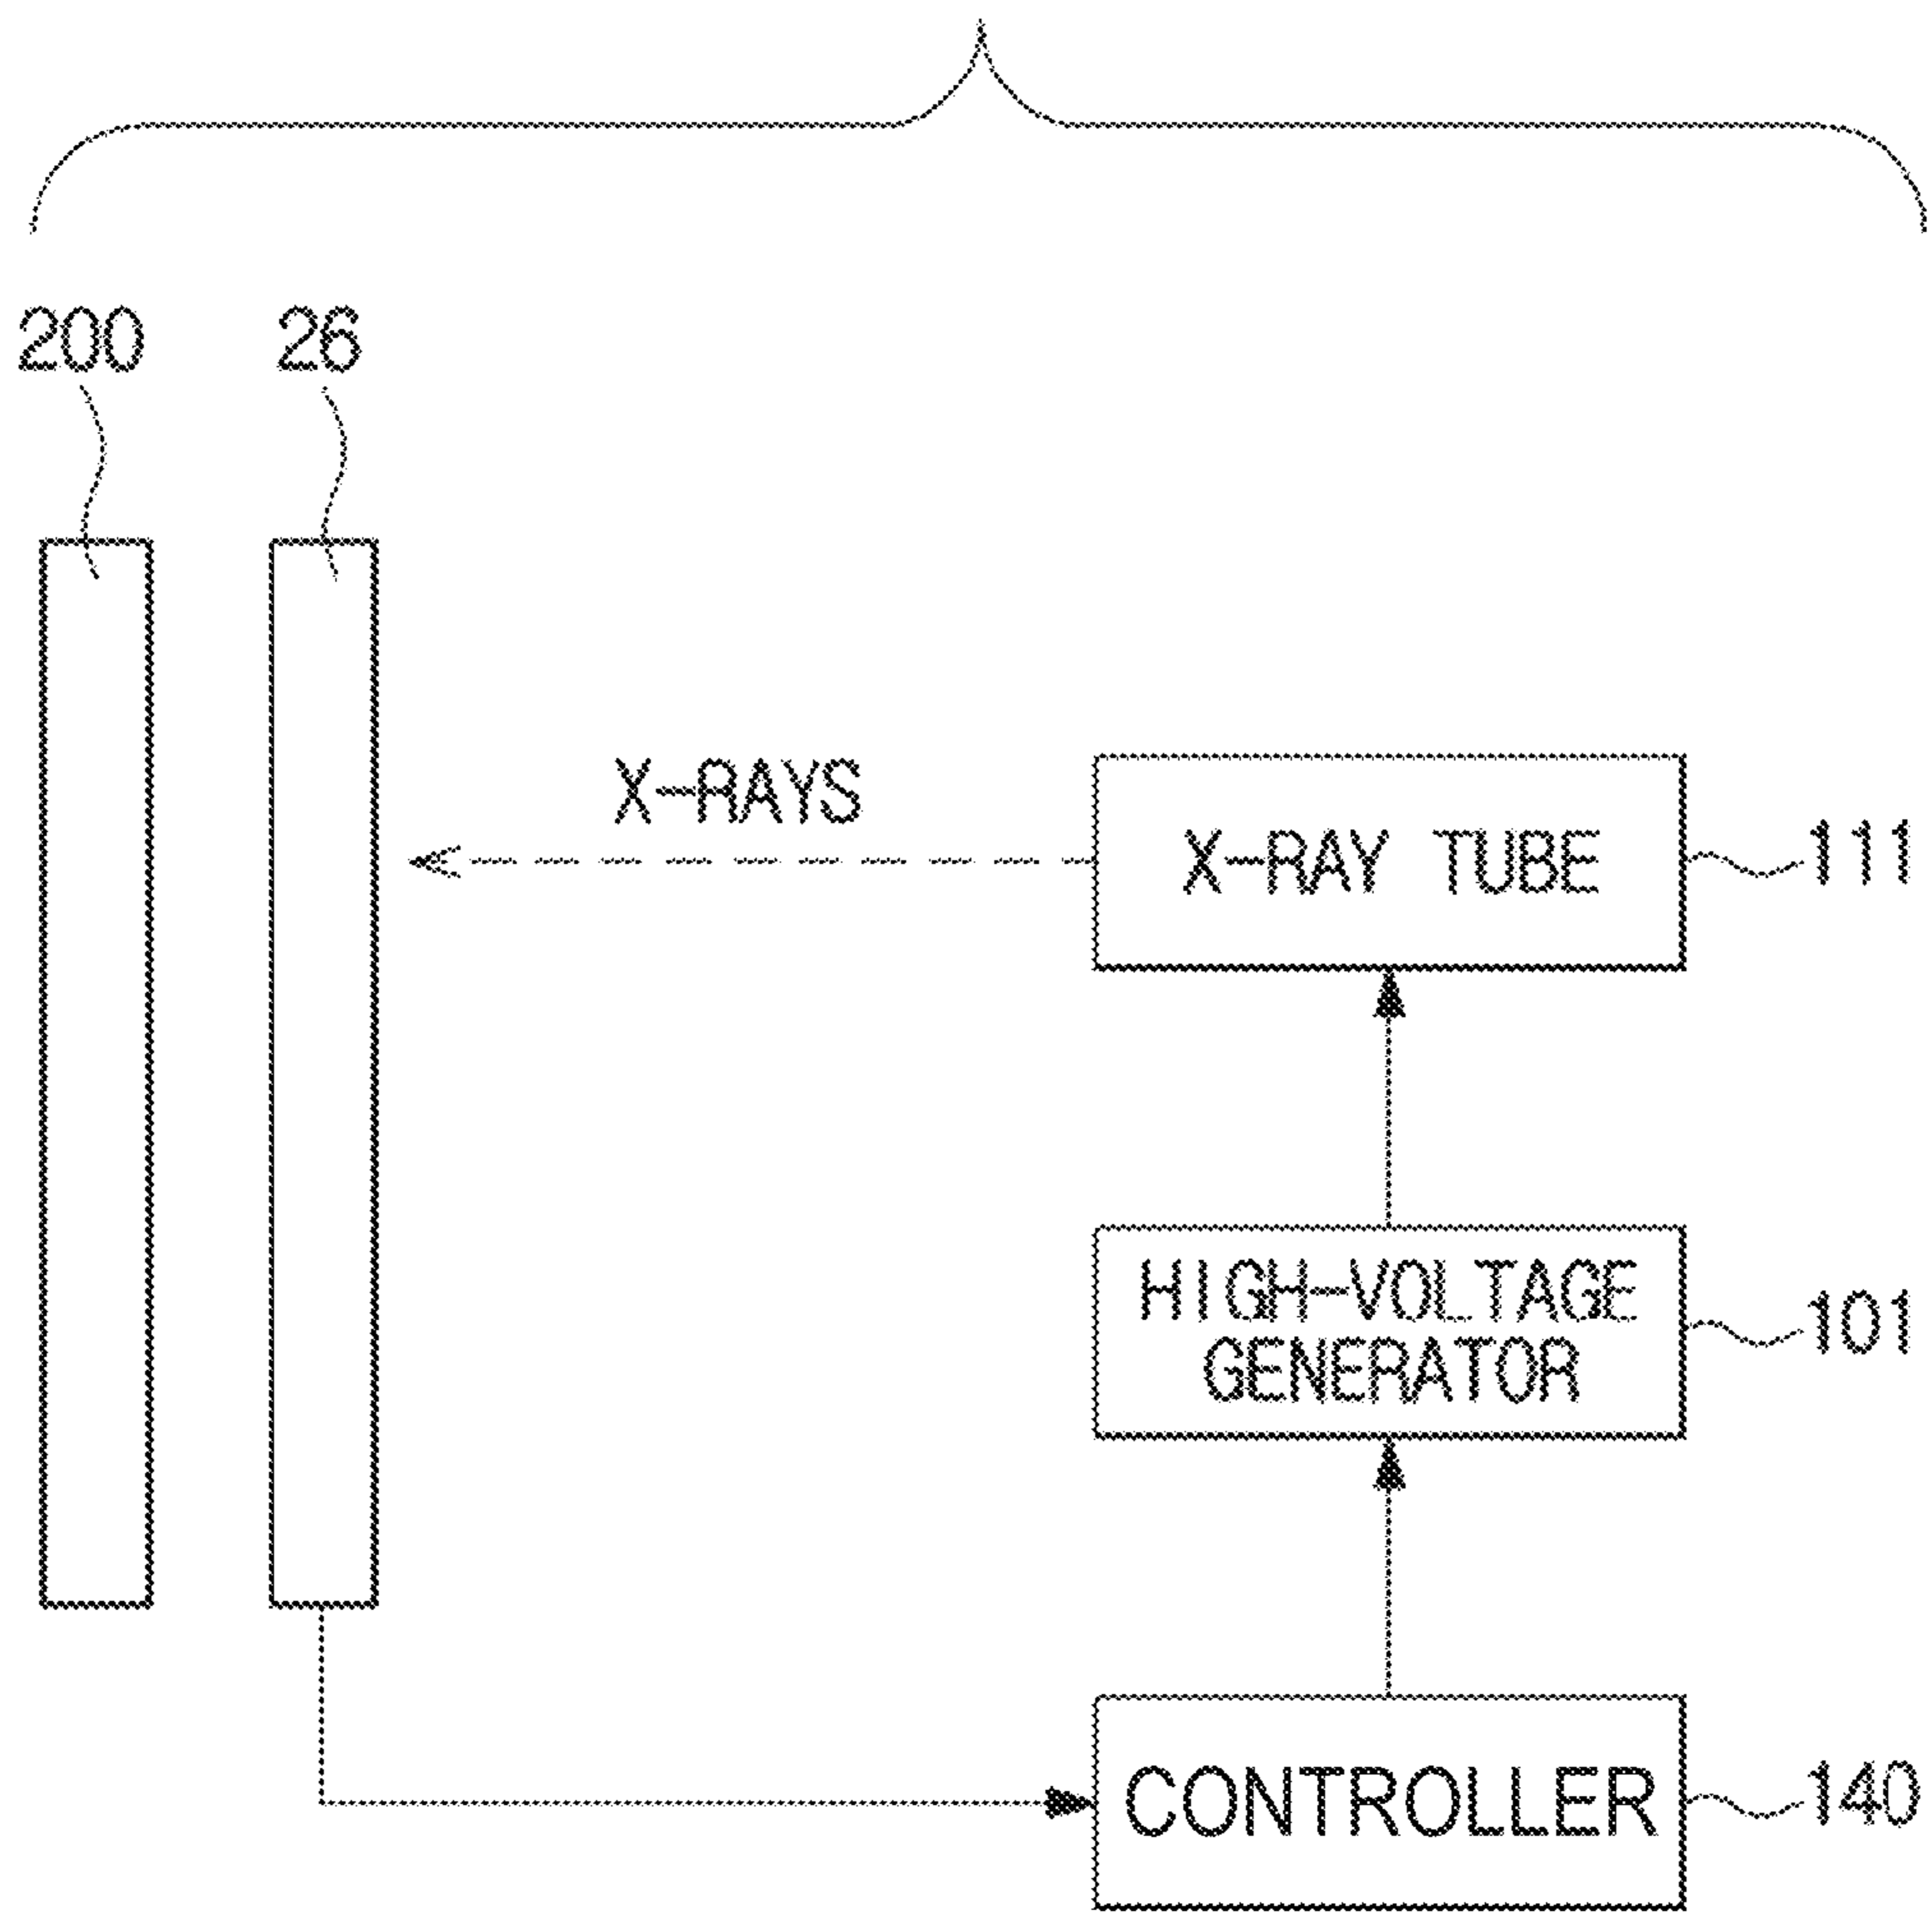 200
26
X-RAYS
X-RAY TUBE
111
HIGH-VOLTAGE
GENERATOR
101
CONTROLLER
140